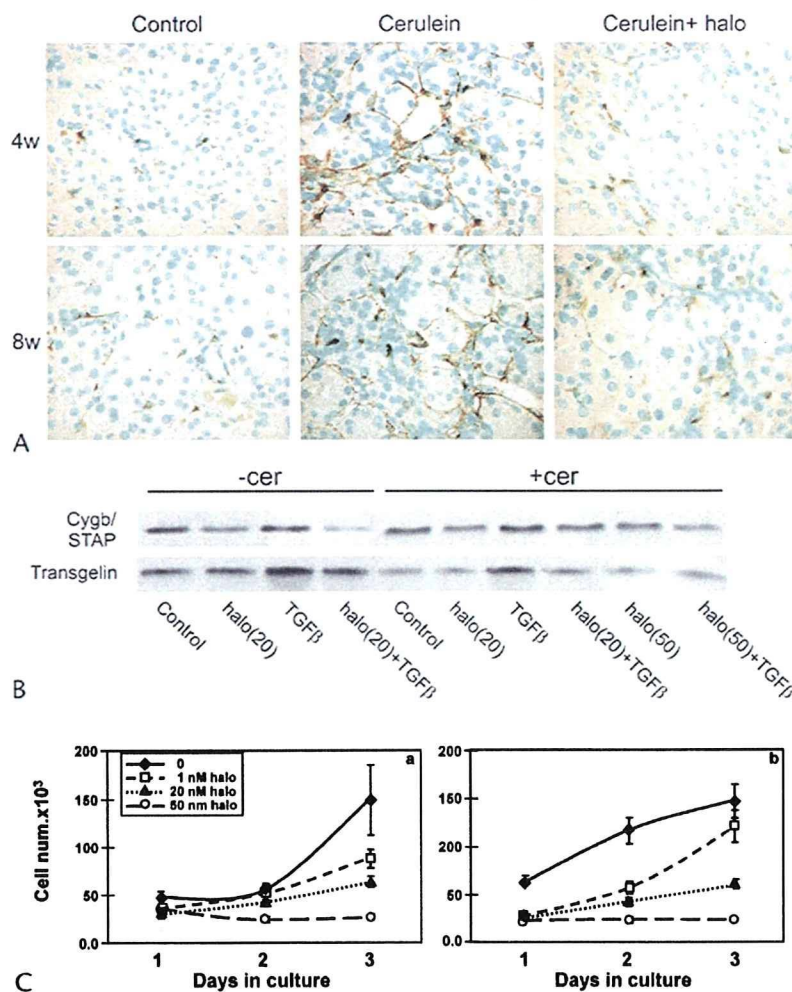 Control Cerulein Cerulein+ halo
4w
8w
A
-cer +cer
Cygb/
STAP
Transgelin
Control halo(20) TGFβ halo(20)+TGFβ Control halo(20) TGFβ halo(20)+TGFβ halo(50) halo(50)+TGFβ
B
200 a 200 b
0
1 nM halo
20 nM halo
50 nm halo
150 150
100 200
50 50
0.0 0.0
Cell num.x10³
1 2 3 1 2 3
Days in culture Days in culture
C